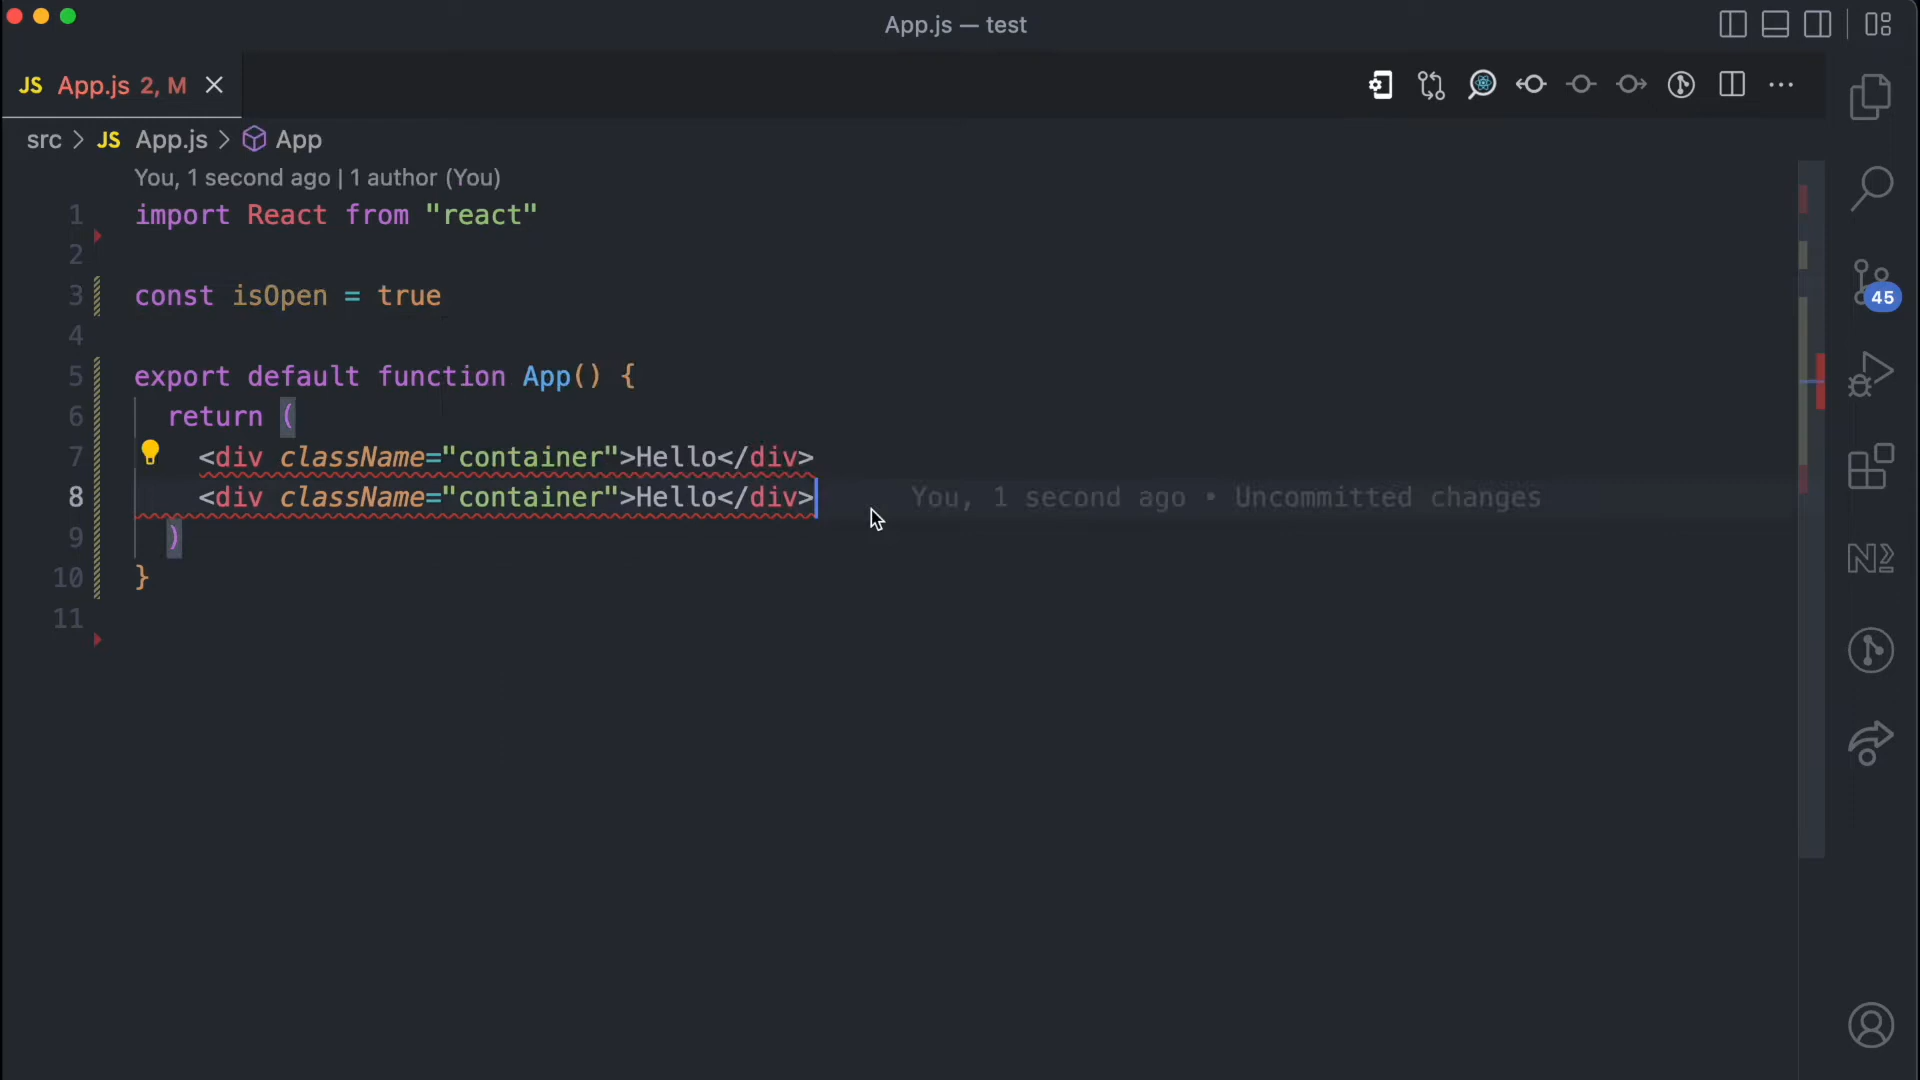 App.js — test
JS App.js 2, M
src > JS App.js > App
You, 1 second ago | 1 author (You)
1 import React from "react"
2
3 const isOpen = true
4
5 export default function App() {
6 return (
7 <div className="container">Hello</div>
8 <div className="container">Hello</div> You, 1 second ago • Uncommitted changes
9 )
10 }
11
45